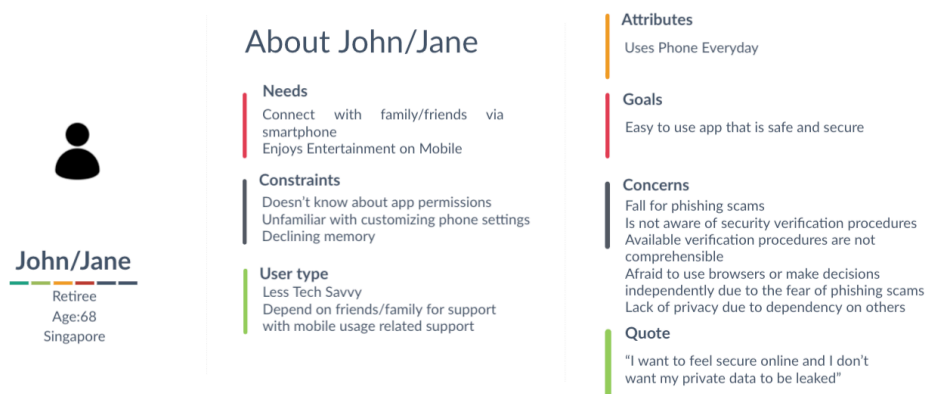 John/Jane
Retiree
Age:68
Singapore
About John/Jane
Needs
Connect with family/friends via
smartphone
Enjoys Entertainment on Mobile
Constraints
Doesn't know about app permissions
Unfamiliar with customizing phone settings
Declining memory
User type
Less Tech Savvy
Depend on friends/family for support
with mobile usage related support
Attributes
Uses Phone Everyday
Goals
Easy to use app that is safe and secure
Concerns
Fall for phishing scams
Is not aware of security verification procedures
Available verification procedures are not
comprehensible
Afraid to use browsers or make decisions
independently due to the fear of phishing scams
Lack of privacy due to dependency on others
Quote
“I want to feel secure online and I don't
want my private data to be leaked”